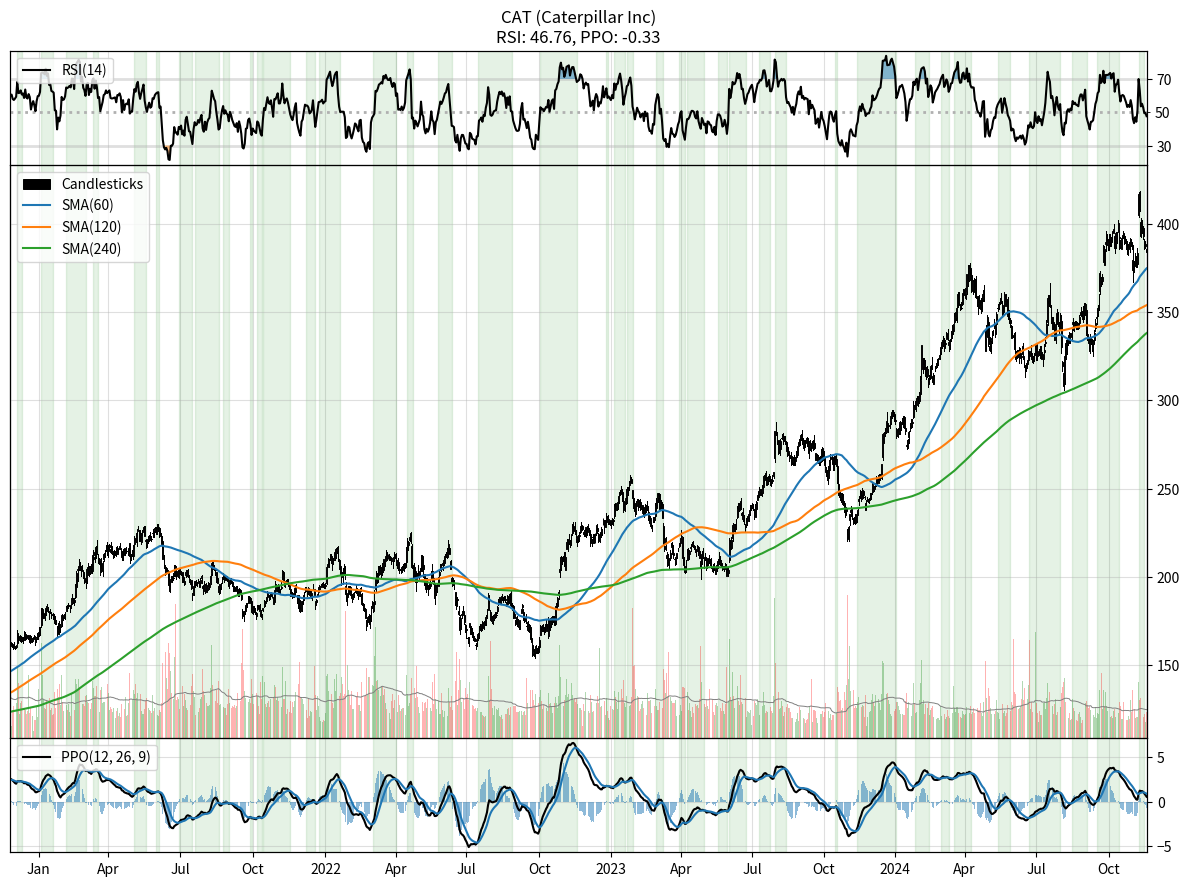 CAT (Caterpillar Inc)
RSI: 46.76, PPO: -0.33
RSI(14)
70
50
30
Candlesticks
SMA(60)
SMA(120)
SMA(240)
400
350
300
250
200
150
PPO(12, 26, 9)
5
0
−5
Jan Apr Jul Oct 2022 Apr Jul Oct 2023 Apr Jul Oct 2024 Apr Jul Oct